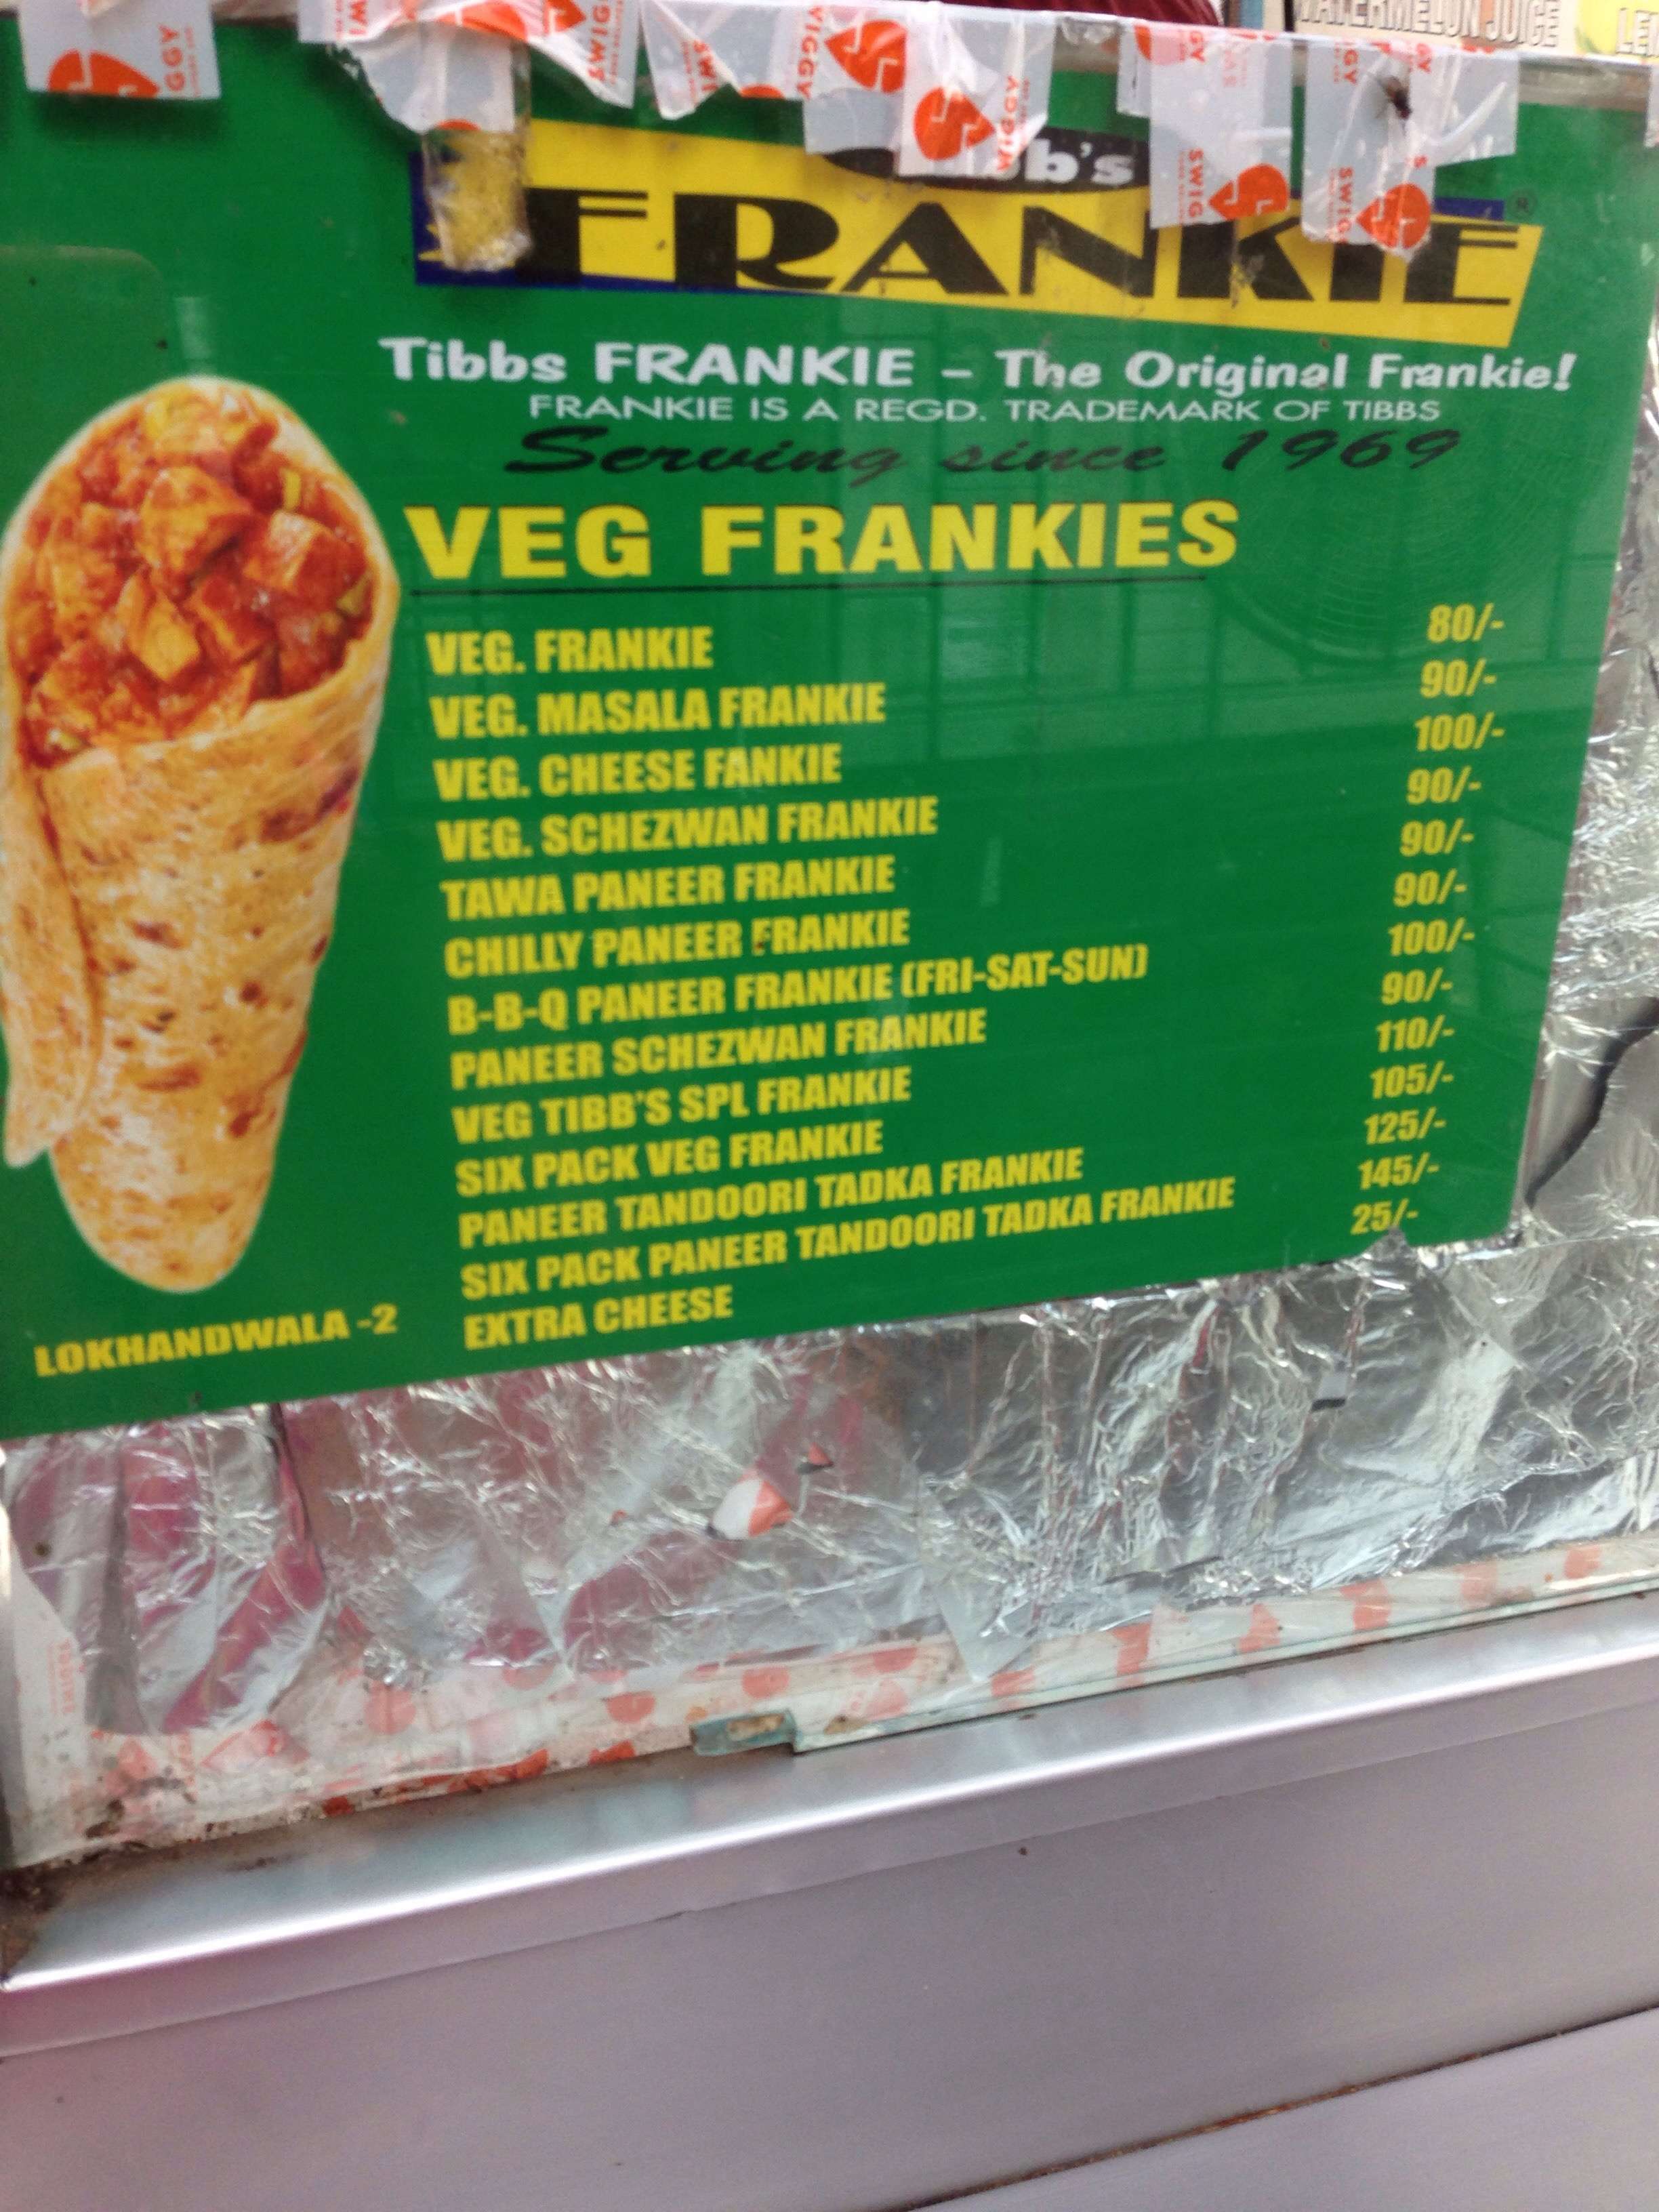 WATERMELON JUICE
SWIGGY
b's
FRANKIE
Tibbs FRANKIE – The Original Frankie!
FRANKIE IS A REGD. TRADEMARK OF TIBBS
Serving since 1969
VEG FRANKIES
VEG. FRANKIE 80/-
VEG. MASALA FRANKIE 90/-
VEG. CHEESE FANKIE 100/-
VEG. SCHEZWAN FRANKIE 90/-
TAWA PANEER FRANKIE 90/-
CHILLY PANEER FRANKIE 90/-
B-B-Q PANEER FRANKIE (FRI-SAT-SUN) 100/-
PANEER SCHEZWAN FRANKIE 90/-
VEG TIBB'S SPL FRANKIE 110/-
SIX PACK VEG FRANKIE 105/-
PANEER TANDOORI TADKA FRANKIE 125/-
SIX PACK PANEER TANDOORI TADKA FRANKIE 145/-
EXTRA CHEESE 25/-
LOKHANDWALA -2